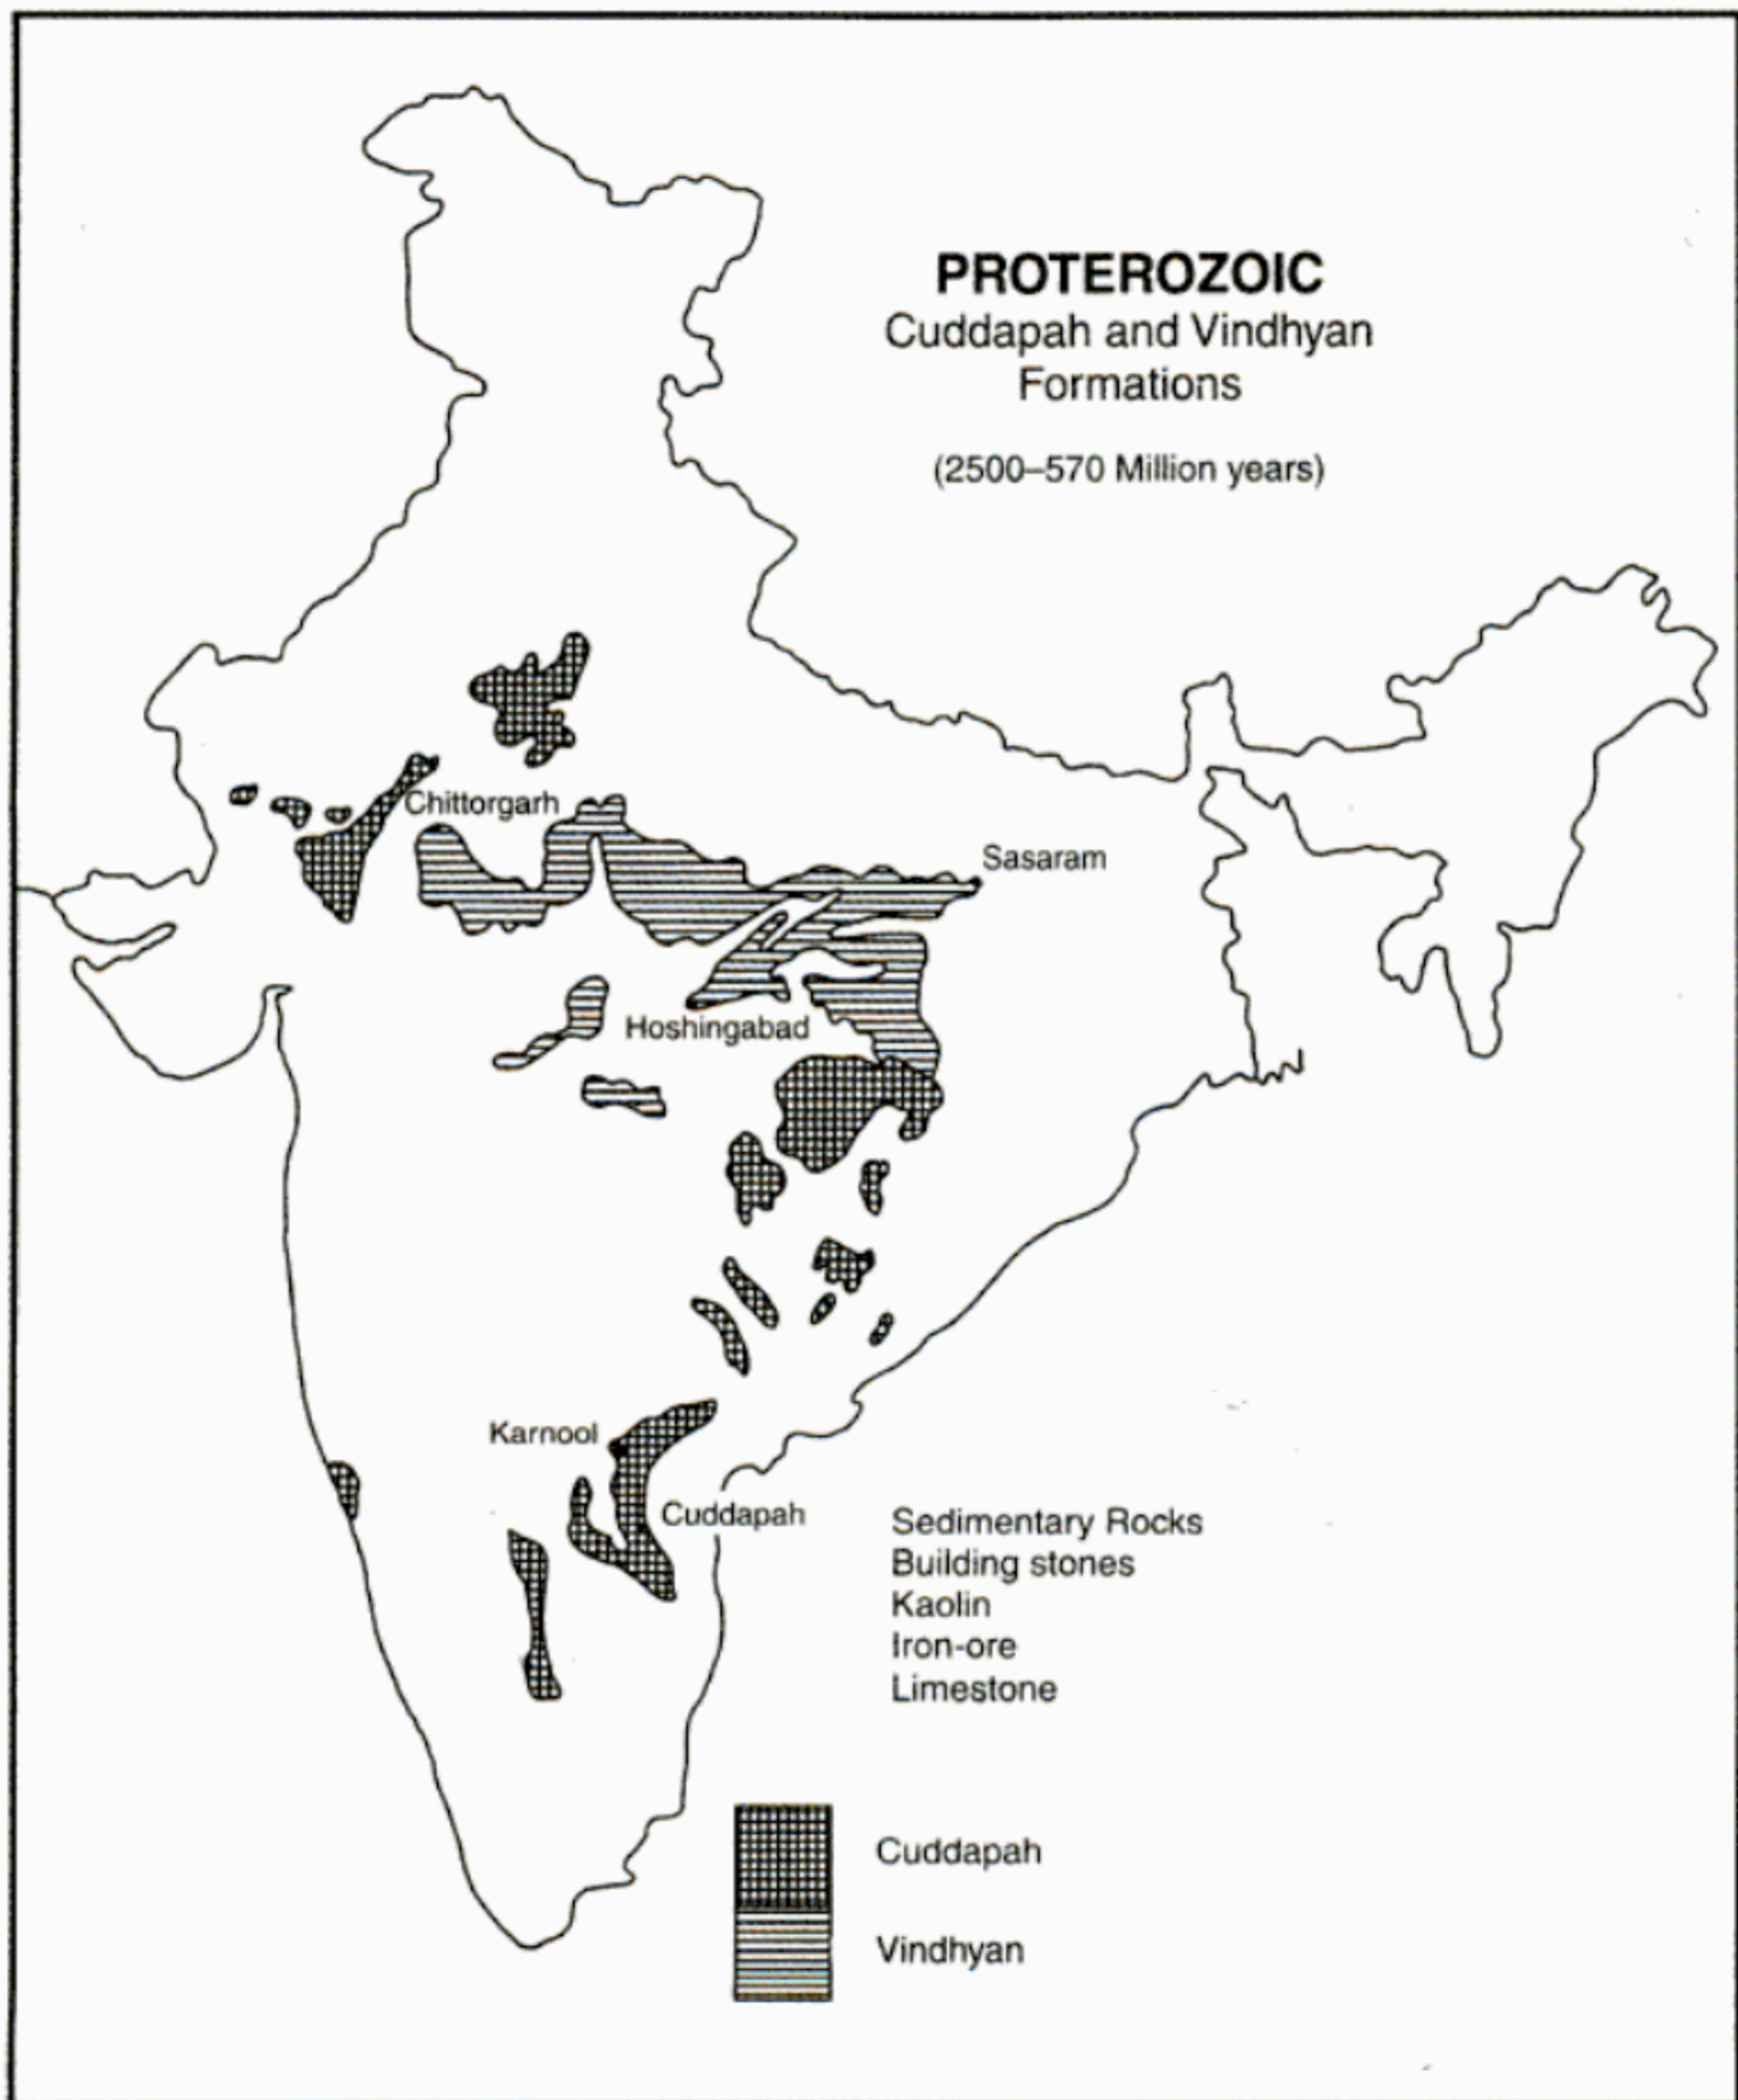 PROTEROZOIC
Cuddapah and Vindhyan
Formations
(2500–570 Million years)
Chittorgarh
Sasaram
Hoshingabad
Karnool
Cuddapah
Sedimentary Rocks
Building stones
Kaolin
Iron-ore
Limestone
Cuddapah
Vindhyan